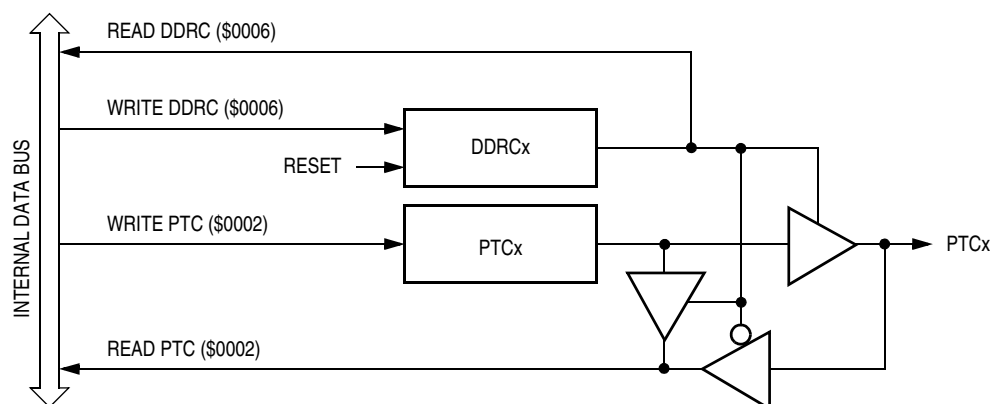 READ DDRC ($0006)
WRITE DDRC ($0006)
DDRCx
RESET
INTERNAL DATA BUS
WRITE PTC ($0002)
PTCx
PTCx
READ PTC ($0002)